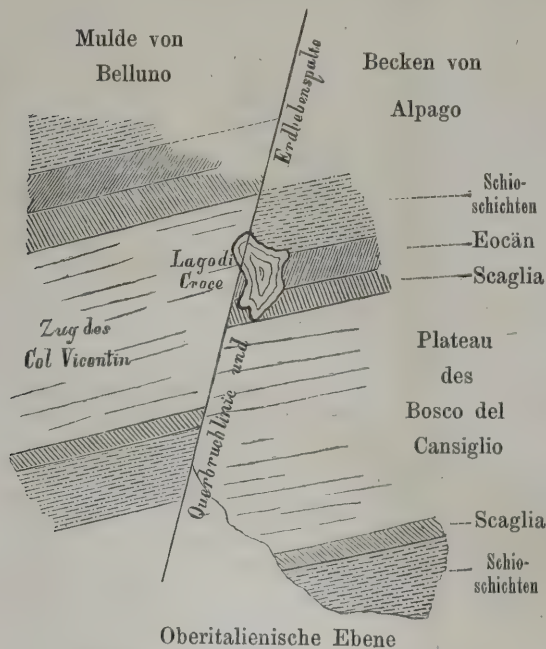 Mulde von
Belluno
Becken von
Alpago
Erdbebenspalte
Schio-
schichten
Eocän
Scaglia
Lago di
Croce
Zug des
Col Vicentin
Plateau
des
Bosco del
Cansiglio
Querbruchlinie und
Scaglia
Schio-
schichten
Oberitalienische Ebene